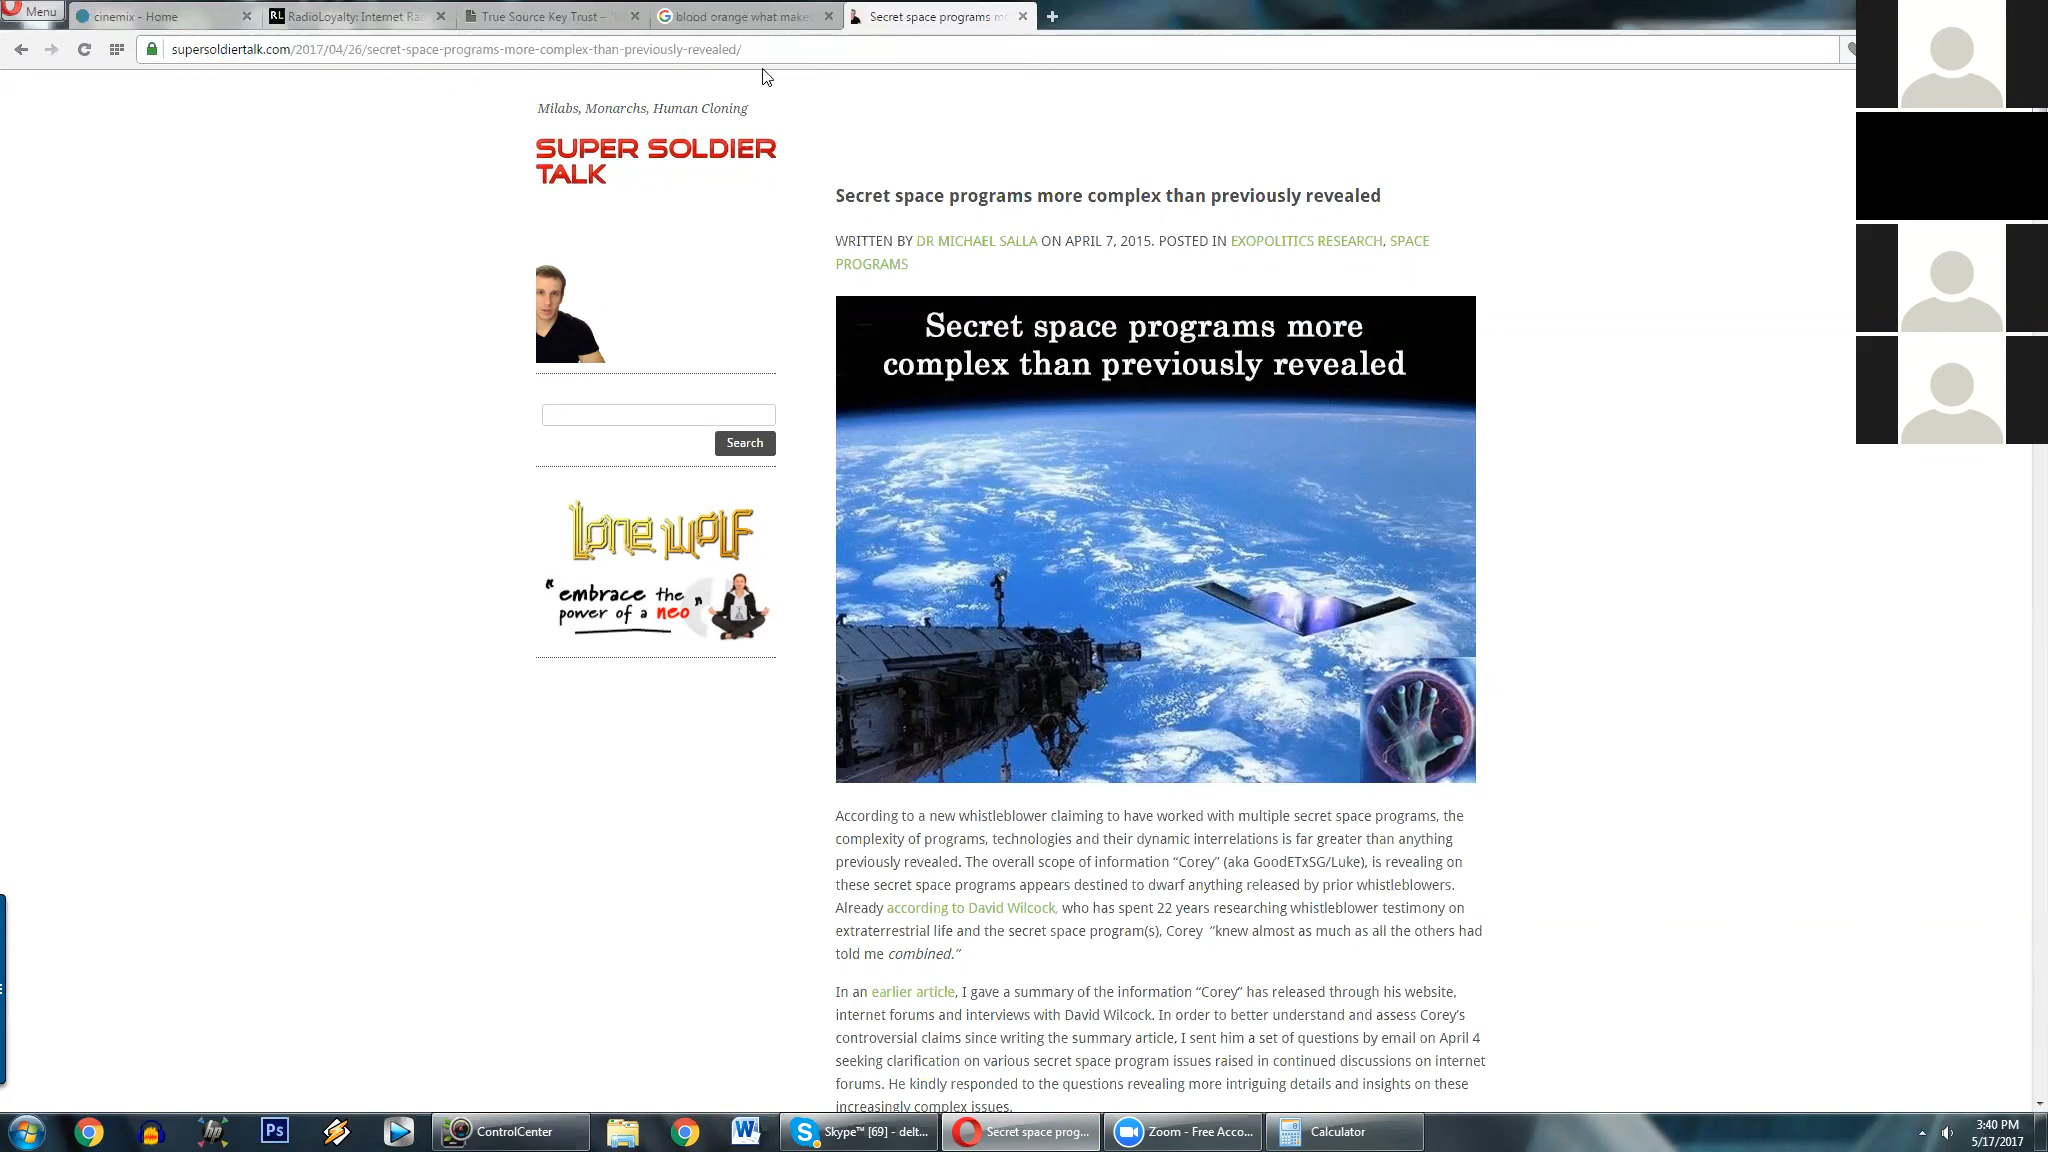 Menu
cinemix - Home
RL RadioLoyalty: Internet Ra
True Source Key Trust –
blood orange what make
Secret space programs m
supersoldiertalk.com/2017/04/26/secret-space-programs-more-complex-than-previously-revealed/
Milabs, Monarchs, Human Cloning
SUPER SOLDIER
TALK
Secret space programs more complex than previously revealed
WRITTEN BY DR MICHAEL SALLA ON APRIL 7, 2015. POSTED IN EXOPOLITICS RESEARCH, SPACE
PROGRAMS
Secret space programs more
complex than previously revealed
Search
Lone Wolf
"embrace the
power of a neo"
According to a new whistleblower claiming to have worked with multiple secret space programs, the
complexity of programs, technologies and their dynamic interrelations is far greater than anything
previously revealed. The overall scope of information “Corey” (aka GoodETxSG/Luke), is revealing on
these secret space programs appears destined to dwarf anything released by prior whistleblowers.
Already according to David Wilcock, who has spent 22 years researching whistleblower testimony on
extraterrestrial life and the secret space program(s), Corey “knew almost as much as all the others had
told me combined.”
In an earlier article, I gave a summary of the information “Corey” has released through his website,
internet forums and interviews with David Wilcock. In order to better understand and assess Corey’s
controversial claims since writing the summary article, I sent him a set of questions by email on April 4
seeking clarification on various secret space program issues raised in continued discussions on internet
forums. He kindly responded to the questions revealing more intriguing details and insights on these
increasingly complex issues.
hp
Ps
ControlCenter
W
S
Skype™ [69] - delt...
Secret space prog...
Zoom - Free Acco...
Calculator
3:40 PM
5/17/2017